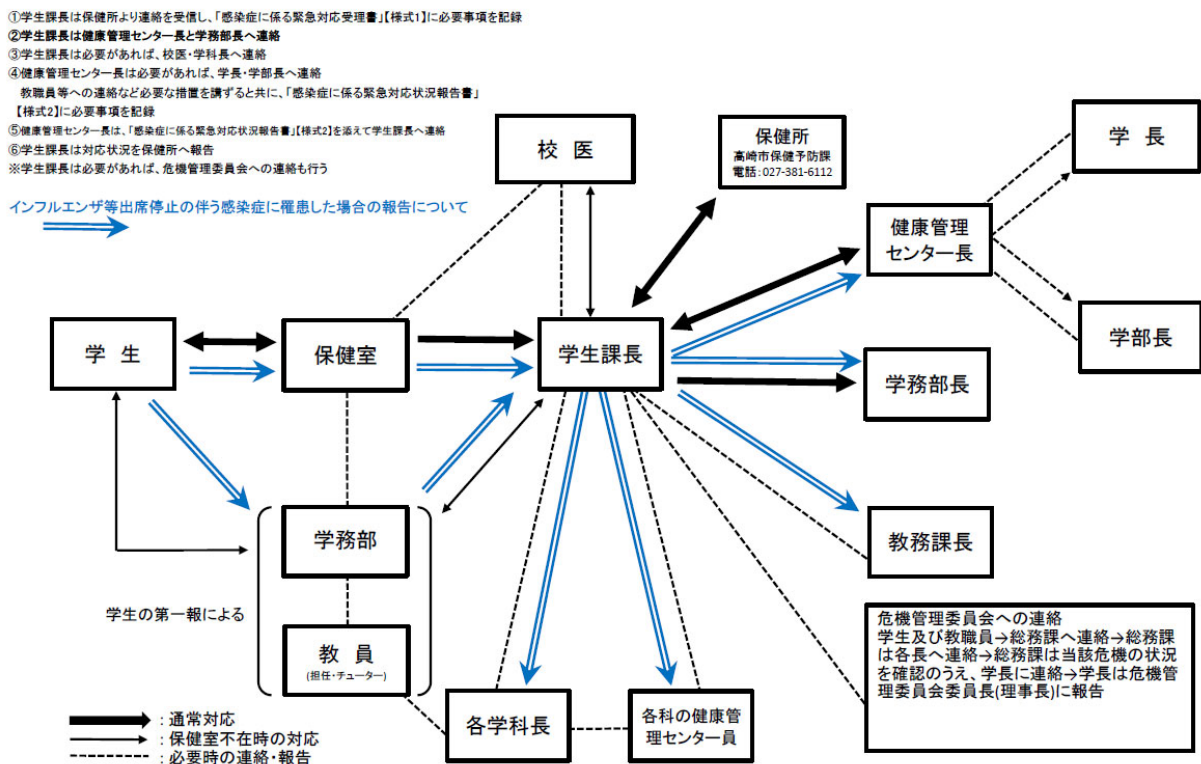 ①学生課長は保健所より連絡を受信し、「感染症に係る緊急対応受理書」【様式1】に必要事項を記録
②学生課長は健康管理センター長と学務部長へ連絡
③学生課長は必要があれば、校医・学科長へ連絡
④健康管理センター長は必要があれば、学長・学部長へ連絡
教職員等への連絡など必要な措置を講ずると共に、「感染症に係る緊急対応状況報告書」
【様式2】に必要事項を記録
⑤健康管理センター長は、「感染症に係る緊急対応状況報告書」【様式2】を添えて学生課長へ連絡
⑥学生課長は対応状況を保健所へ報告
※学生課長は必要があれば、危機管理委員会への連絡も行う
インフルエンザ等出席停止の伴う感染症に罹患した場合の報告について
校 医
保健所
高崎市保健予防課
電話：027-381-6112
学 長
健康管理
センター長
学部長
学 生
保健室
学生課長
学務部長
学務部
教務課長
学生の第一報による
教 員
(担任・チューター)
各学科長
各科の健康管
理センター員
危機管理委員会への連絡
学生及び教職員→総務課へ連絡→総務課
は各長へ連絡→総務課は当該危機の状況
を確認のうえ、学長に連絡→学長は危機管
理委員会委員長(理事長)に報告
：通常対応
：保健室不在時の対応
：必要時の連絡・報告